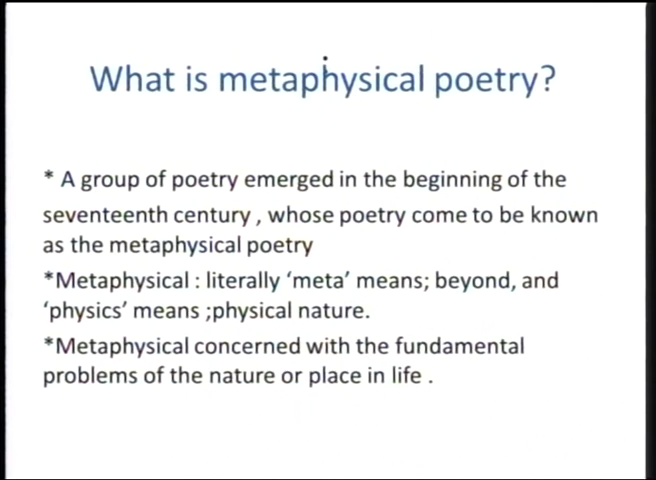 What is metaphysical poetry?
* A group of poetry emerged in the beginning of the
seventeenth century , whose poetry come to be known
as the metaphysical poetry
*Metaphysical : literally ‘meta’ means; beyond, and
‘physics’ means ;physical nature.
*Metaphysical concerned with the fundamental
problems of the nature or place in life .